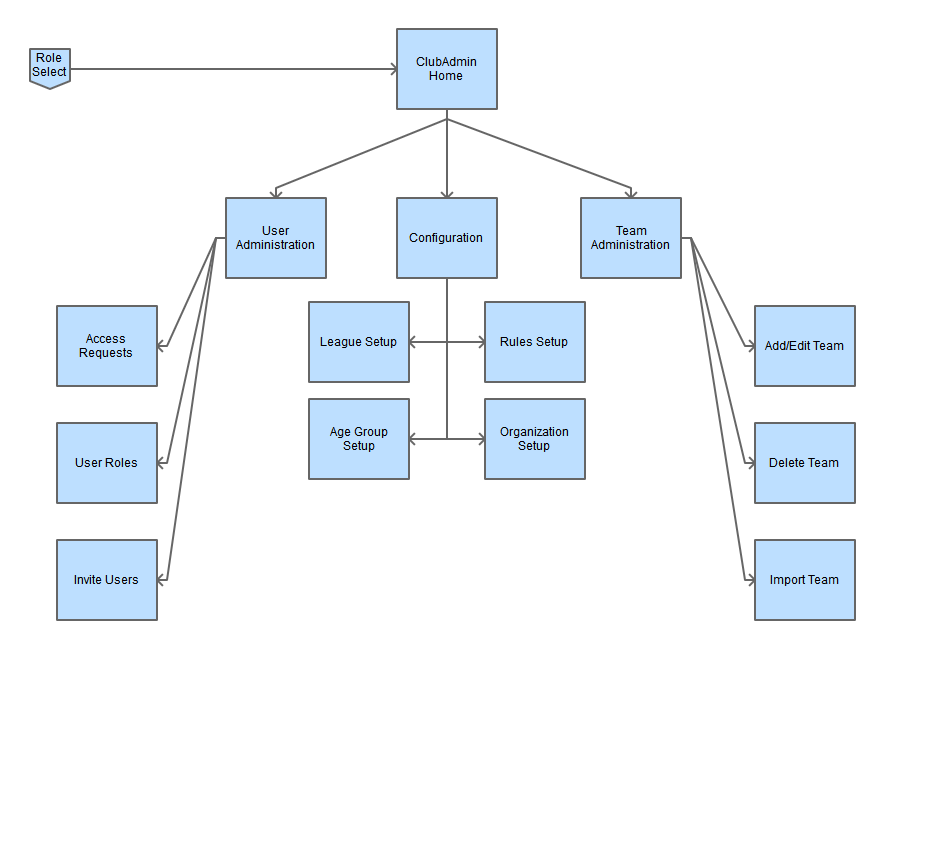 Role
Select
ClubAdmin
Home
User
Administration
Configuration
Team
Administration
Access
Requests
League Setup
Rules Setup
Add/Edit Team
User Roles
Age Group
Setup
Organization
Setup
Delete Team
Invite Users
Import Team